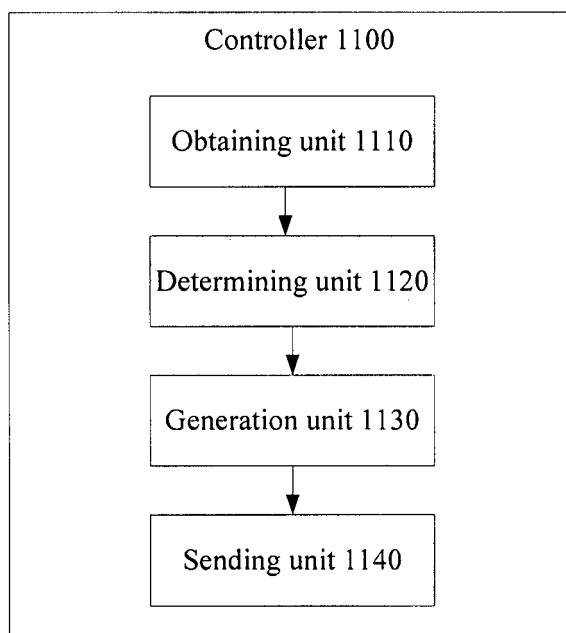 Controller 1100
Obtaining unit 1110
Determining unit 1120
Generation unit 1130
Sending unit 1140